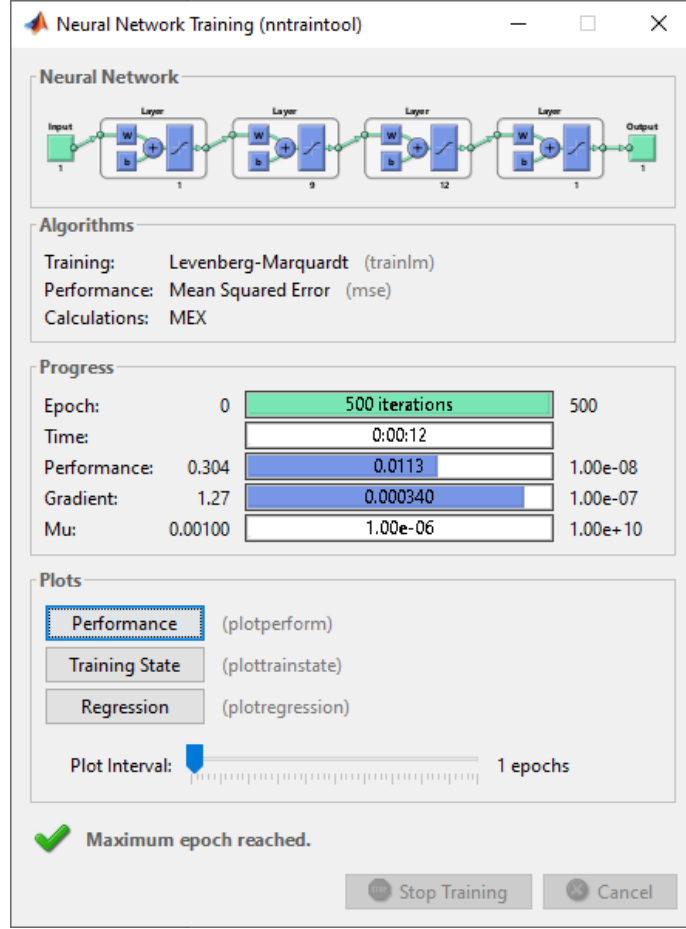 Neural Network Training (nntraintool)
Neural Network
Layer Layer Layer Layer
Input Output
W W W W
b b b b
1 1 9 12 1 1
Algorithms
Training: Levenberg-Marquardt (trainlm)
Performance: Mean Squared Error (mse)
Calculations: MEX
Progress
Epoch: 0 500 iterations 500
Time: 0:00:12
Performance: 0.304 0.0113 1.00e-08
Gradient: 1.27 0.000340 1.00e-07
Mu: 0.00100 1.00e-06 1.00e+10
Plots
Performance (plotperform)
Training State (plottrainstate)
Regression (plotregression)
Plot Interval: 1 epochs
Maximum epoch reached.
Stop Training Cancel